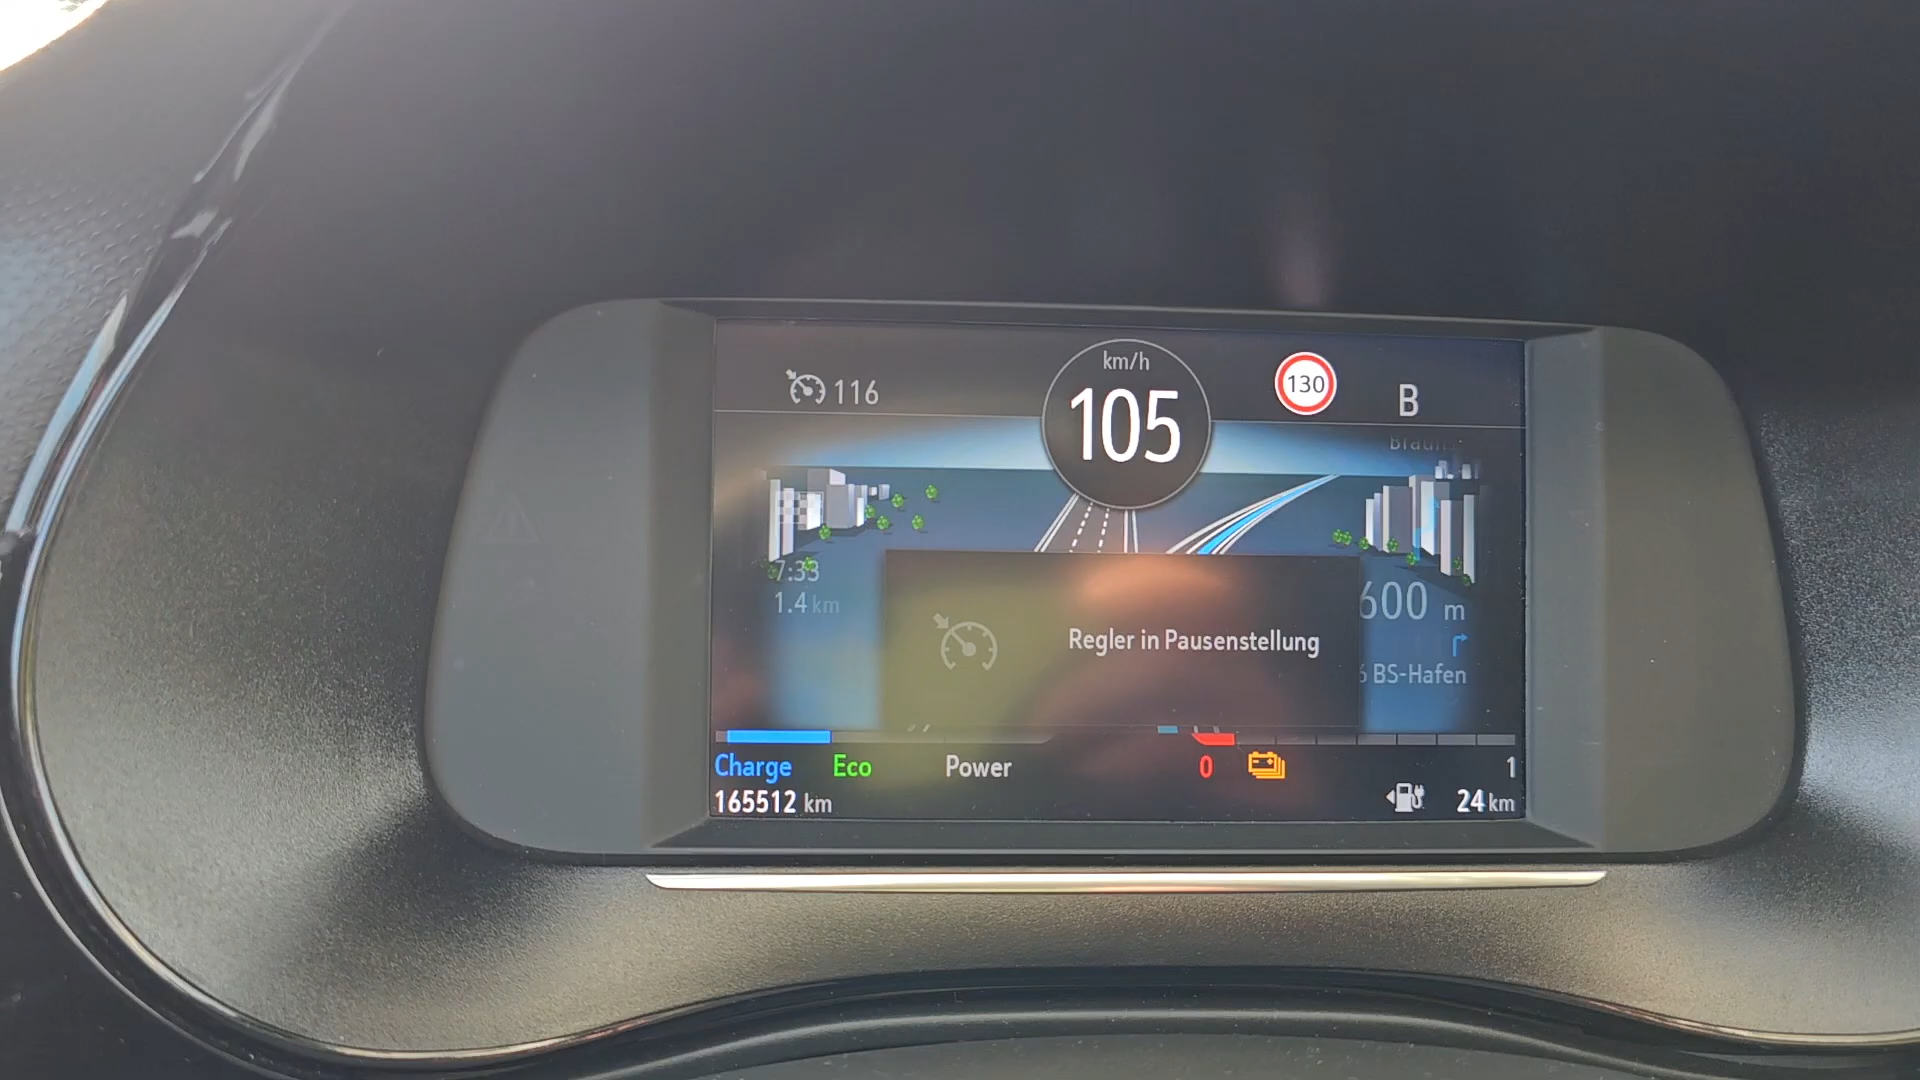 km/h
116
105
130
B
7:33
1.4 km
600 m
Regler in Pausenstellung
BS-Hafen
Charge
Eco
Power
0
1
165512 km
24 km